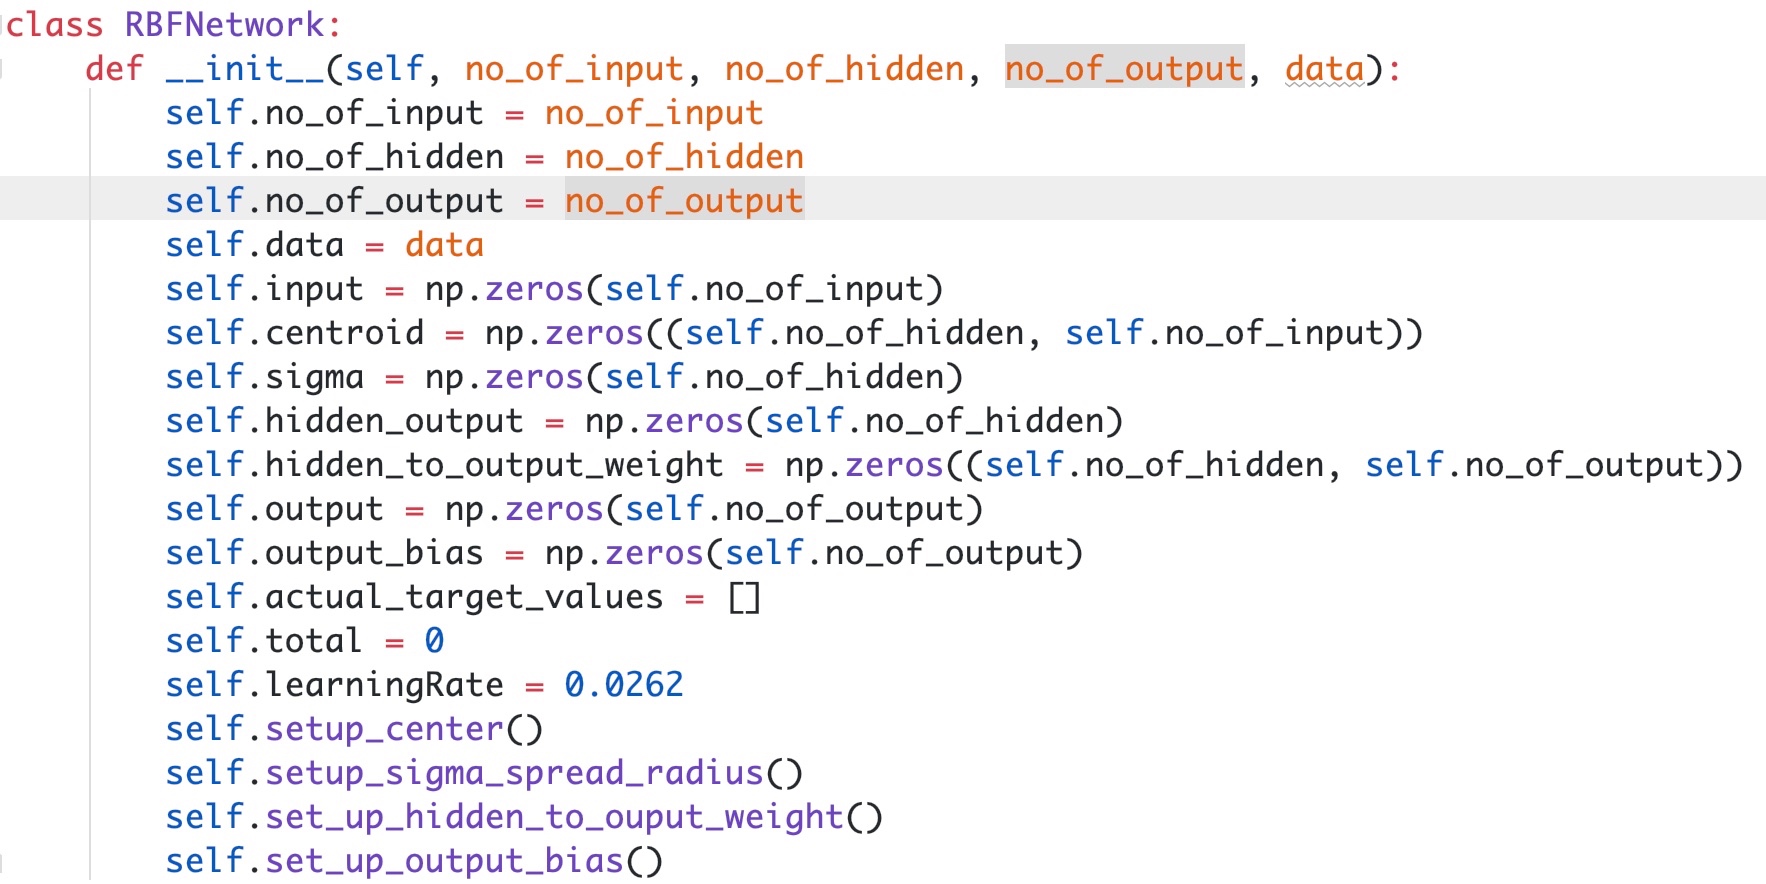 class RBFNetwork:
    def __init__(self, no_of_input, no_of_hidden, no_of_output, data):
        self.no_of_input = no_of_input
        self.no_of_hidden = no_of_hidden
        self.no_of_output = no_of_output
        self.data = data
        self.input = np.zeros(self.no_of_input)
        self.centroid = np.zeros((self.no_of_hidden, self.no_of_input))
        self.sigma = np.zeros(self.no_of_hidden)
        self.hidden_output = np.zeros(self.no_of_hidden)
        self.hidden_to_output_weight = np.zeros((self.no_of_hidden, self.no_of_output))
        self.output = np.zeros(self.no_of_output)
        self.output_bias = np.zeros(self.no_of_output)
        self.actual_target_values = []
        self.total = 0
        self.learningRate = 0.0262
        self.setup_center()
        self.setup_sigma_spread_radius()
        self.set_up_hidden_to_ouput_weight()
        self.set_up_output_bias()